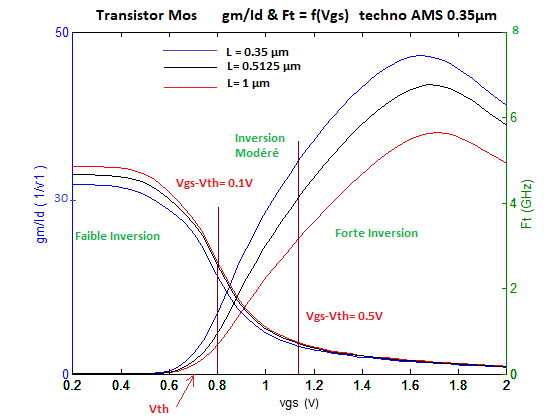 Transistor Mos gm/Id & Ft = f(Vgs) techno AMS 0.35µm
50
8
L = 0.35 µm
L = 0.5125 µm
L= 1 µm
Inversion
Modéré
6
Vgs-Vth= 0.1V
30
gm/Id ( 1/v1 )
Ft (GHz)
4
Faible Inversion
Forte Inversion
Vgs-Vth= 0.5V
2
0
0
0.2 0.4 0.6 0.8 1 1.2 1.4 1.6 1.8 2
Vth
vgs (V)